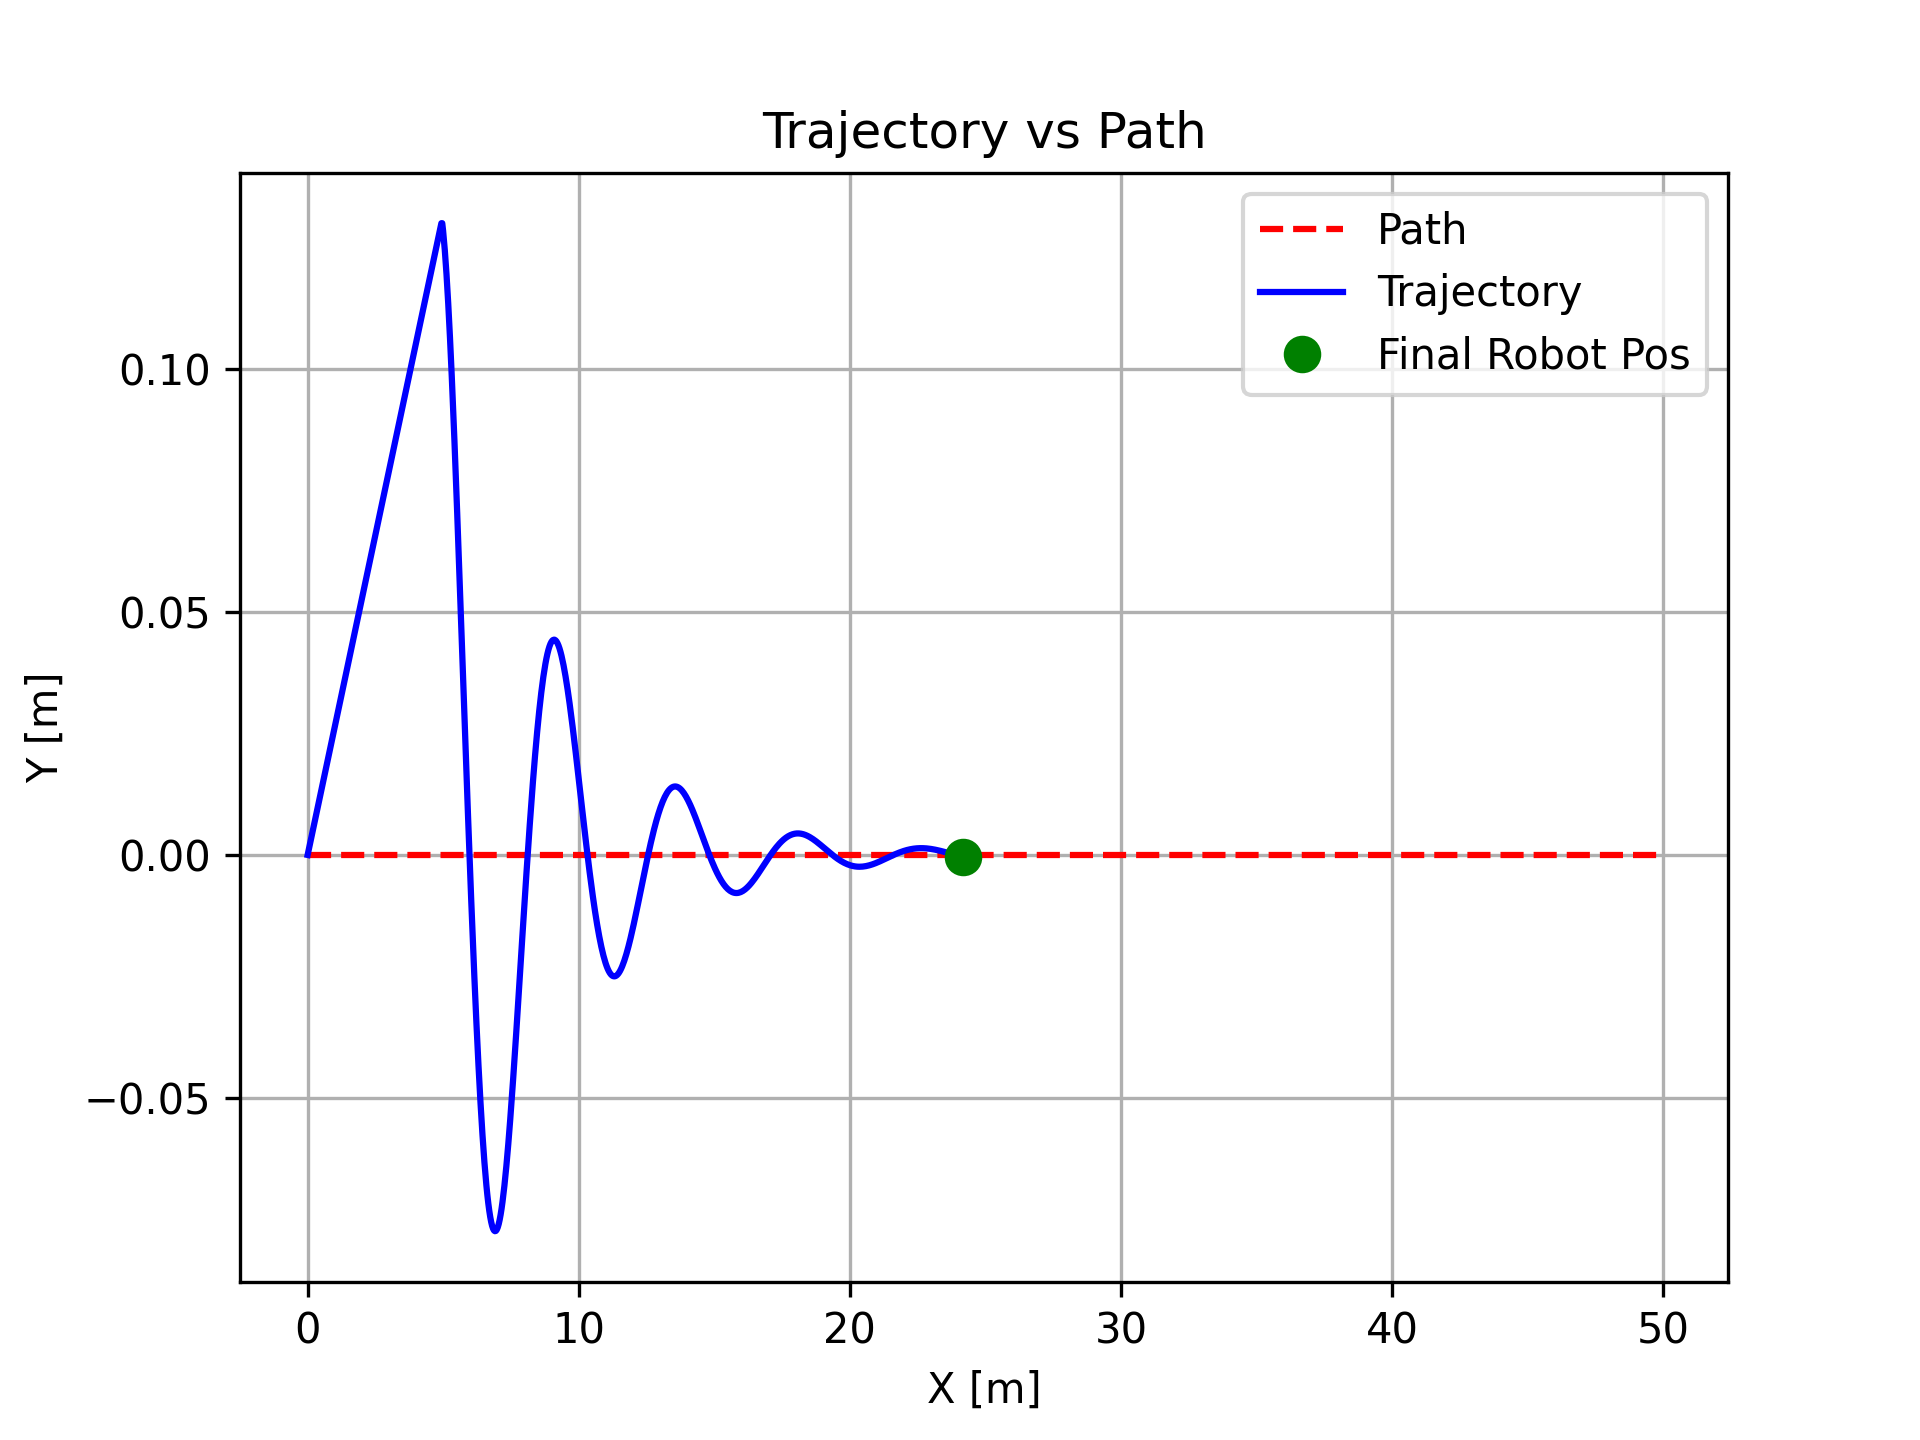 Trajectory vs Path
Path
Trajectory
Final Robot Pos
0.10
0.05
0.00
−0.05
Y [m]
0 10 20 30 40 50
X [m]